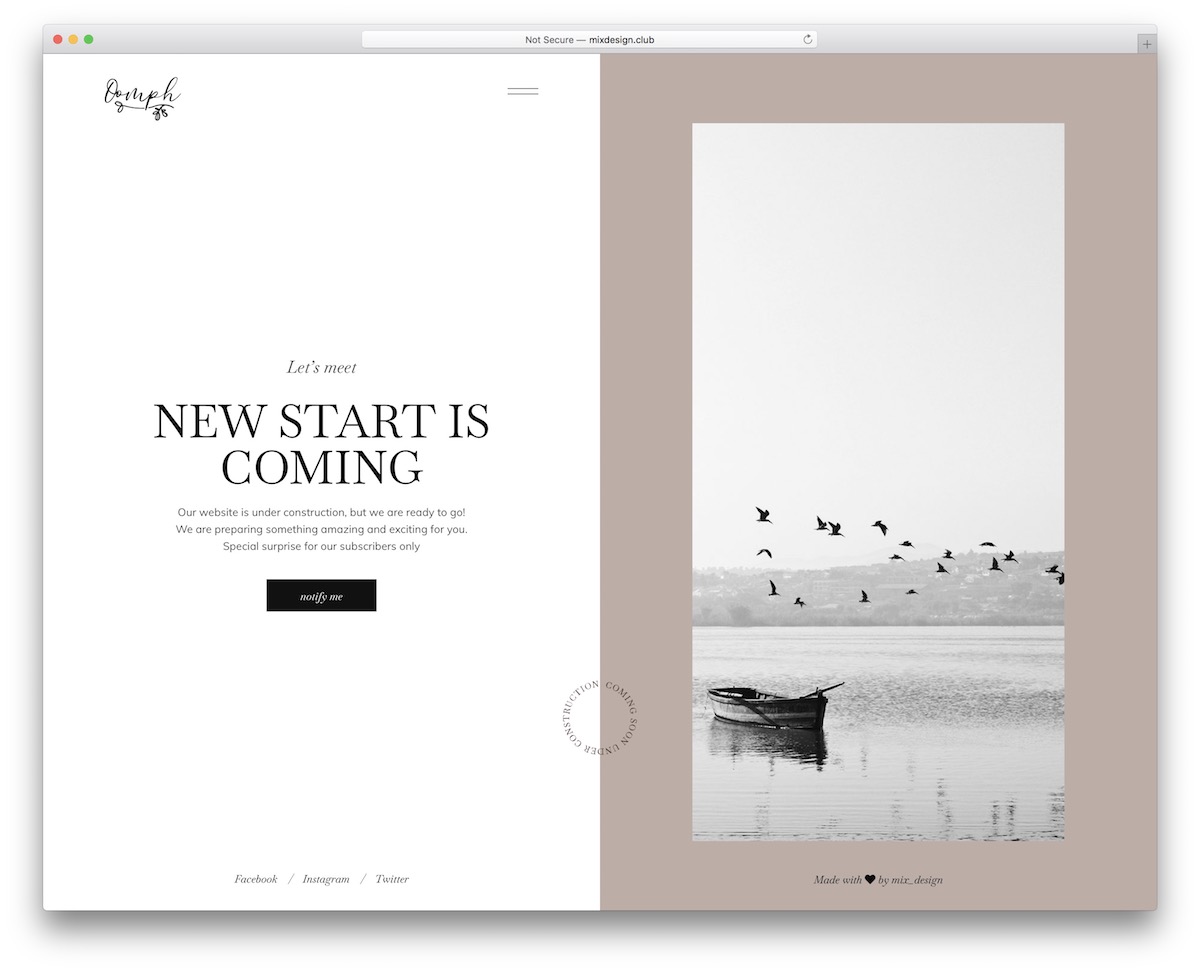 Not Secure — mixdesign.club
Oomph
Let's meet
NEW START IS
COMING
Our website is under construction, but we are ready to go!
We are preparing something amazing and exciting for you.
Special surprise for our subscribers only
notify me
COMING SOON UNDER CONSTRUCTION
Facebook / Instagram / Twitter
Made with ♥ by mix_design